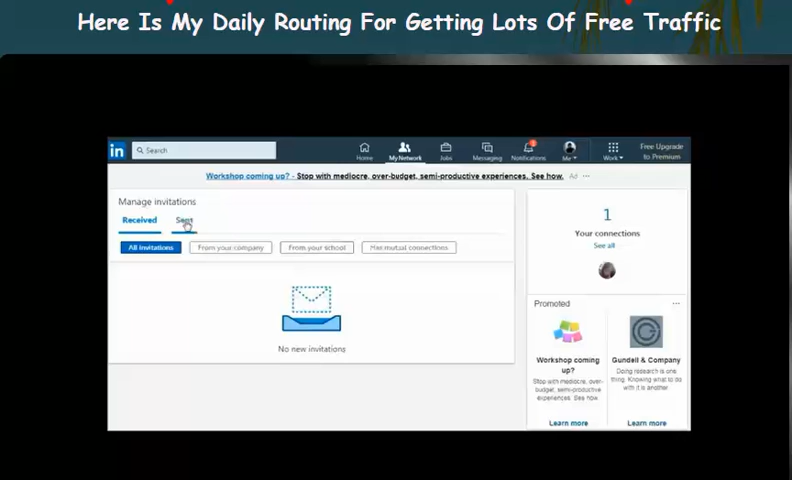 Here Is My Daily Routing For Getting Lots Of Free Traffic
in
Search
Home
My Network
Jobs
Messaging
Notifications
Me
Work
Free Upgrade
to Premium
Workshop coming up? - Stop with mediocre, over-budget, semi-productive experiences. See how. Ad ...
Manage invitations
Received Sent
All invitations From your company From your school Has mutual connections
No new invitations
1
Your connections
See all
Promoted ...
Workshop coming
up?
Stop with mediocre, over-
budget, semi-productive
experiences. See how.
Learn more
Gundell & Company
Doing research is one
thing. Knowing what to do
with it is another
Learn more